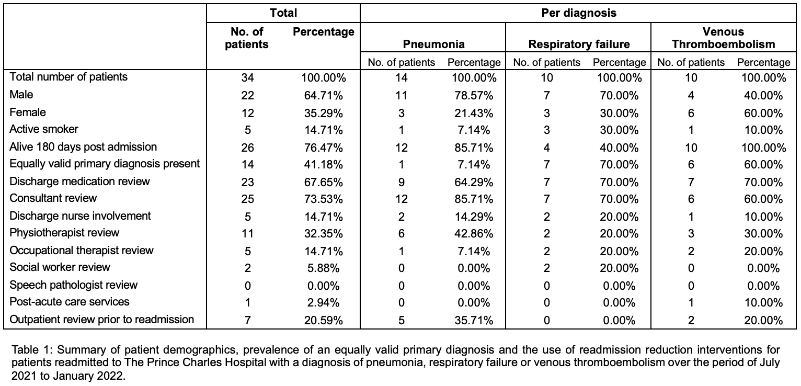 Total Per diagnosis
No. of patients Percentage Pneumonia Respiratory failure Venous Thromboembolism
No. of patients Percentage No. of patients Percentage No. of patients Percentage
Total number of patients 34 100.00% 14 100.00% 10 100.00% 10 100.00%
Male 22 64.71% 11 78.57% 7 70.00% 4 40.00%
Female 12 35.29% 3 21.43% 3 30.00% 6 60.00%
Active smoker 5 14.71% 1 7.14% 3 30.00% 1 10.00%
Alive 180 days post admission 26 76.47% 12 85.71% 4 40.00% 10 100.00%
Equally valid primary diagnosis present 14 41.18% 1 7.14% 7 70.00% 6 60.00%
Discharge medication review 23 67.65% 9 64.29% 7 70.00% 7 70.00%
Consultant review 25 73.53% 12 85.71% 7 70.00% 6 60.00%
Discharge nurse involvement 5 14.71% 2 14.29% 2 20.00% 1 10.00%
Physiotherapist review 11 32.35% 6 42.86% 2 20.00% 3 30.00%
Occupational therapist review 5 14.71% 1 7.14% 2 20.00% 2 20.00%
Social worker review 2 5.88% 0 0.00% 2 20.00% 0 0.00%
Speech pathologist review 0 0.00% 0 0.00% 0 0.00% 0 0.00%
Post-acute care services 1 2.94% 0 0.00% 0 0.00% 1 10.00%
Outpatient review prior to readmission 7 20.59% 5 35.71% 0 0.00% 2 20.00%
Table 1: Summary of patient demographics, prevalence of an equally valid primary diagnosis and the use of readmission reduction interventions for
patients readmitted to The Prince Charles Hospital with a diagnosis of pneumonia, respiratory failure or venous thromboembolism over the period of July
2021 to January 2022.